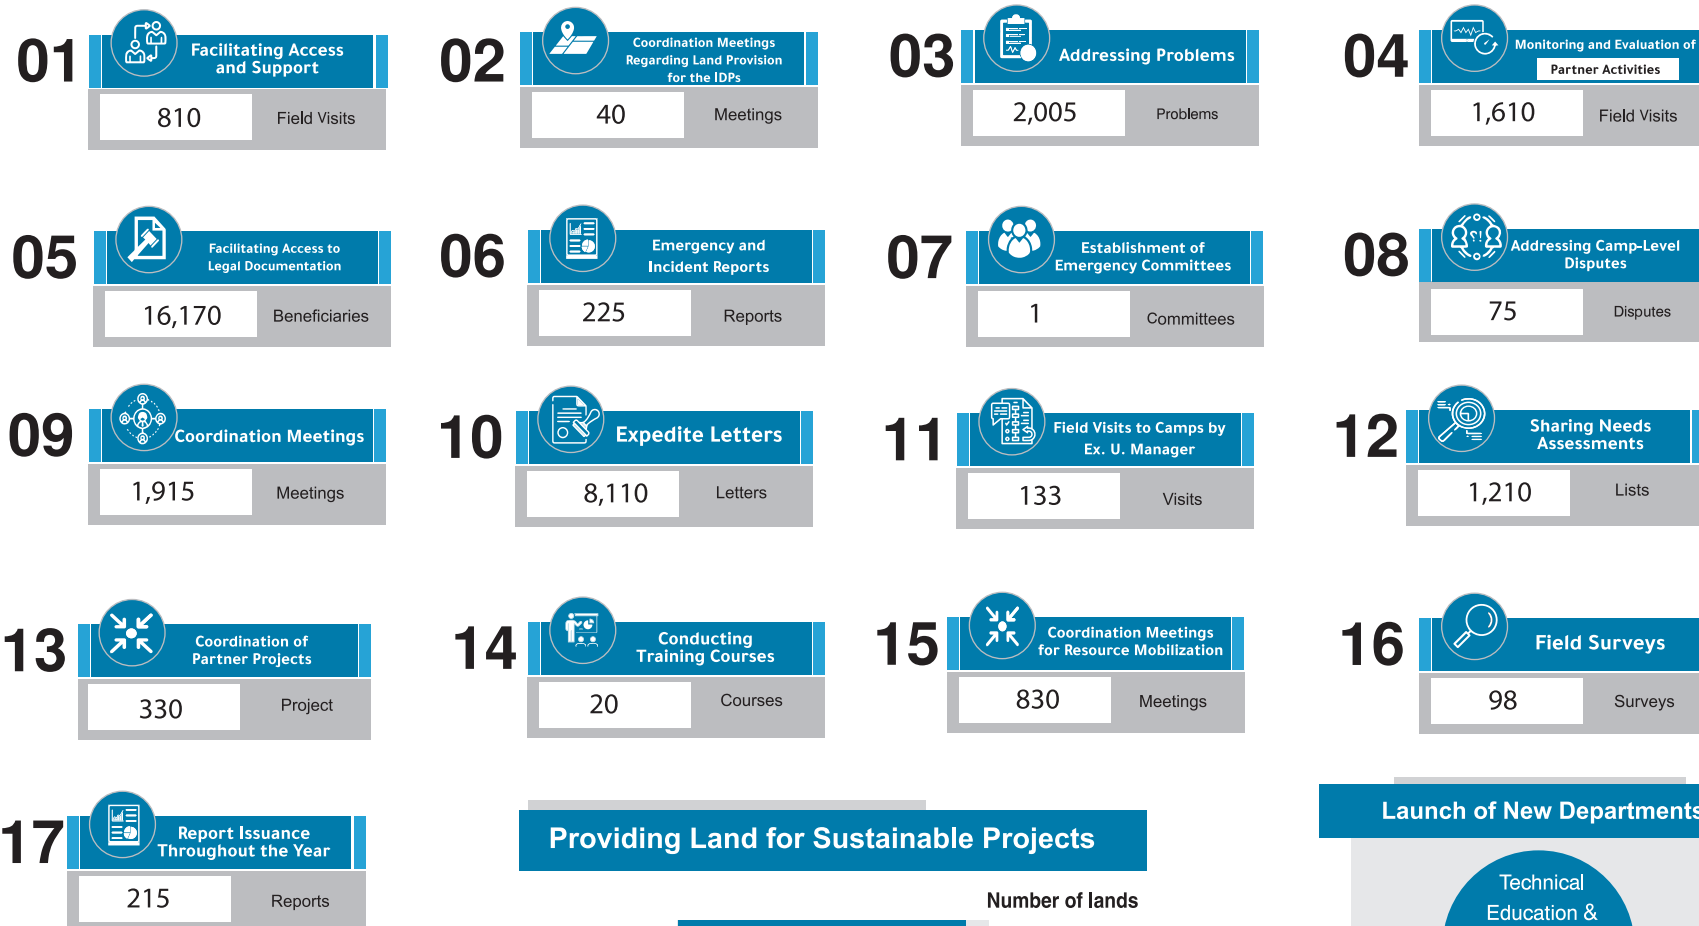 01
Facilitating Access
and Support
810
Field Visits
02
Coordination Meetings
Regarding Land Provision
for the IDPs
40
Meetings
03
Addressing Problems
2,005
Problems
04
Monitoring and Evaluation of
Partner Activities
1,610
Field Visits
05
Facilitating Access to
Legal Documentation
16,170
Beneficiaries
06
Emergency and
Incident Reports
225
Reports
07
Establishment of
Emergency Committees
1
Committees
08
Addressing Camp-Level
Disputes
75
Disputes
09
Coordination Meetings
1,915
Meetings
10
Expedite Letters
8,110
Letters
11
Field Visits to Camps by
Ex. U. Manager
133
Visits
12
Sharing Needs
Assessments
1,210
Lists
13
Coordination of
Partner Projects
330
Project
14
Conducting
Training Courses
20
Courses
15
Coordination Meetings
for Resource Mobilization
830
Meetings
16
Field Surveys
98
Surveys
17
Report Issuance
Throughout the Year
215
Reports
Providing Land for Sustainable Projects
Number of lands
Launch of New Departments
Technical
Education &